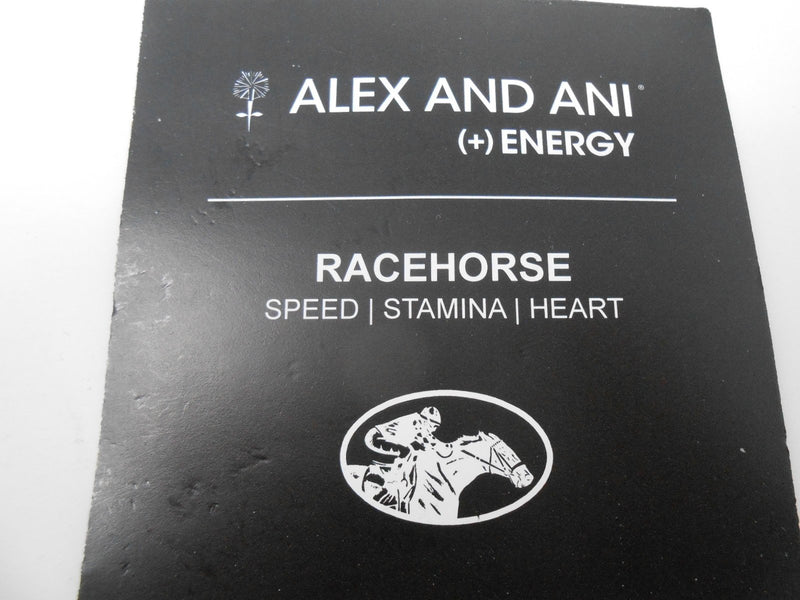 ALEX AND ANI®
(+) ENERGY
RACEHORSE
SPEED | STAMINA | HEART